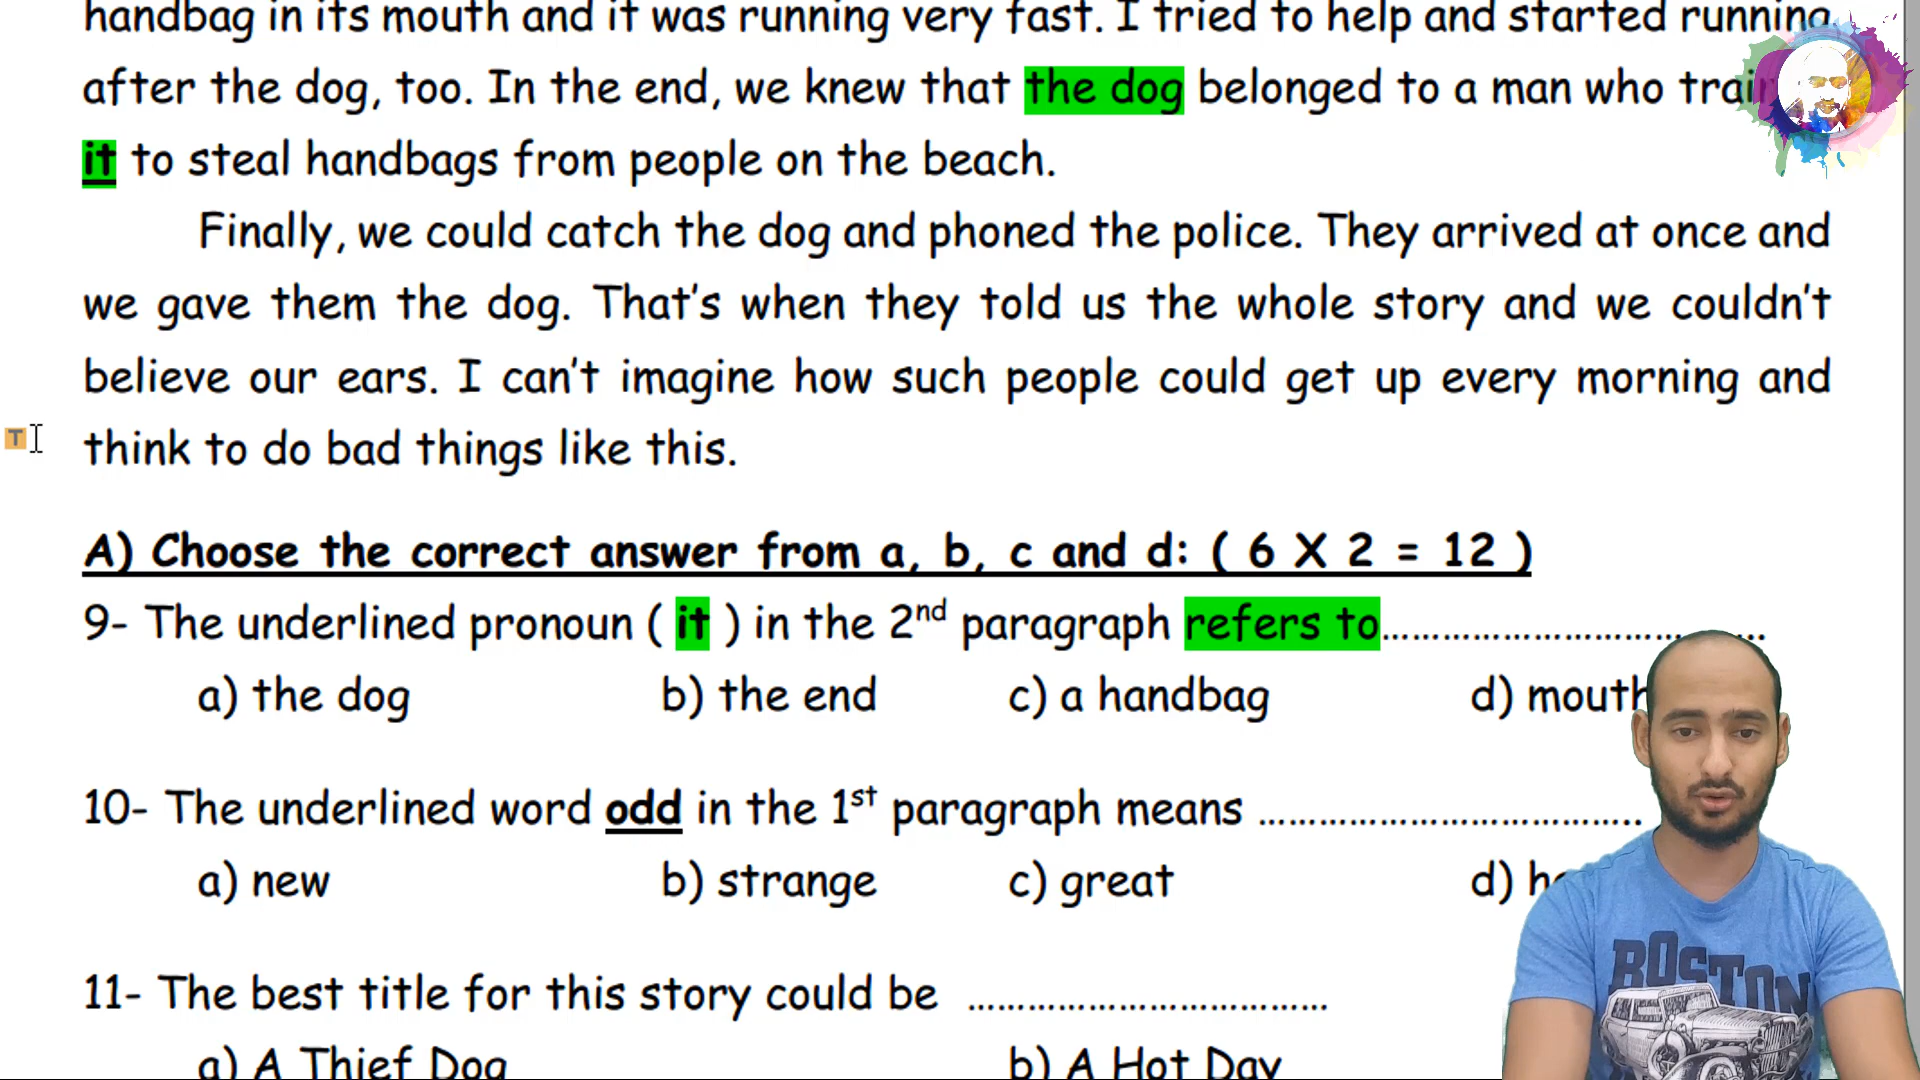 handbag in its mouth and it was running very fast. I tried to help and started running
after the dog, too. In the end, we knew that the dog belonged to a man who
it to steal handbags from people on the beach.
Finally, we could catch the dog and phoned the police. They arrived at once and
we gave them the dog. That's when they told us the whole story and we couldn't
believe our ears. I can't imagine how such people could get up every morning and
think to do bad things like this.
A) Choose the correct answer from a, b, c and d: ( 6 X 2 = 12 )
9- The underlined pronoun ( it ) in the 2nd paragraph refers to……………………………………
a) the dog b) the end c) a handbag d) mouth
10- The underlined word odd in the 1st paragraph means ………………………………..
a) new b) strange c) great d)
11- The best title for this story could be ………………………………
a) A Thief Dog b) A Hot Day
BOSTON
T